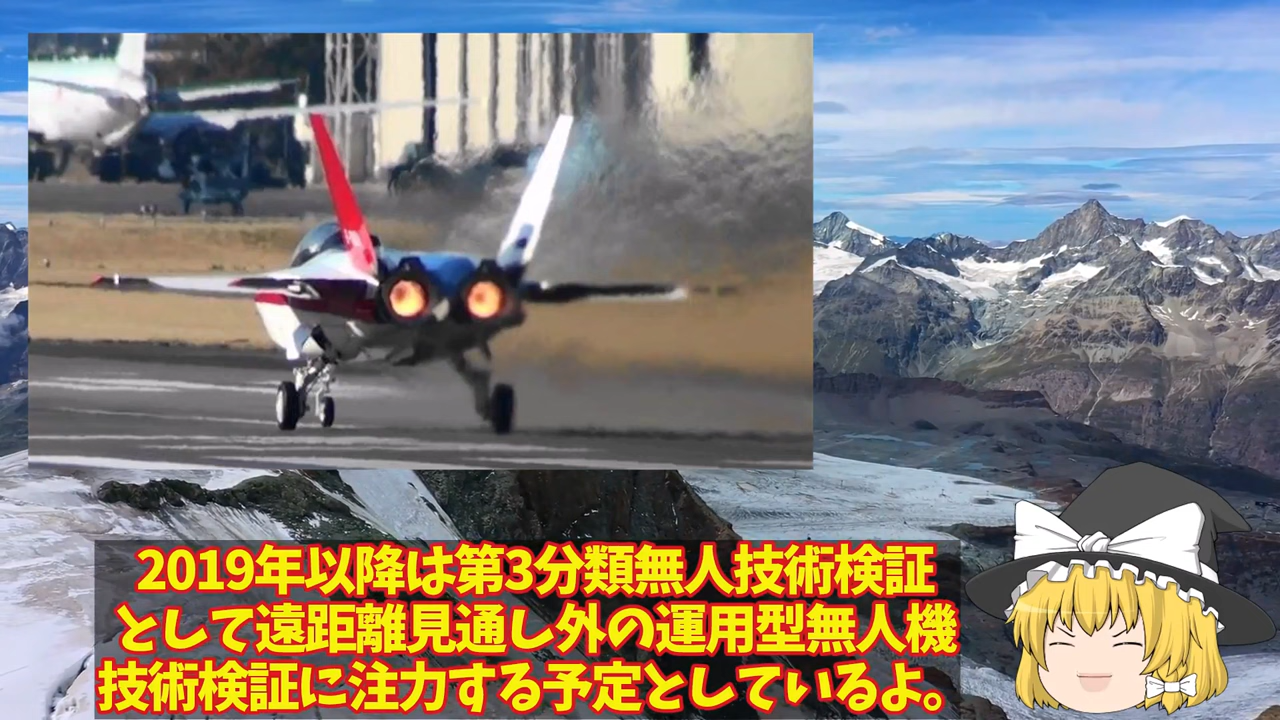 2019年以降は第3分類無人技術検証
として遠距離見通し外の運用型無人機
技術検証に注力する予定としているよ。